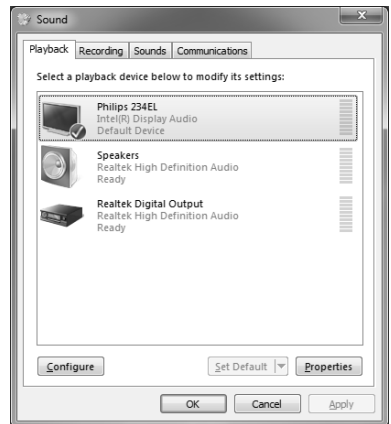 Sound
Playback Recording Sounds Communications
Select a playback device below to modify its settings:
Philips 234EL
Intel(R) Display Audio
Default Device
Speakers
Realtek High Definition Audio
Ready
Realtek Digital Output
Realtek High Definition Audio
Ready
Configure Set Default Properties
OK Cancel Apply